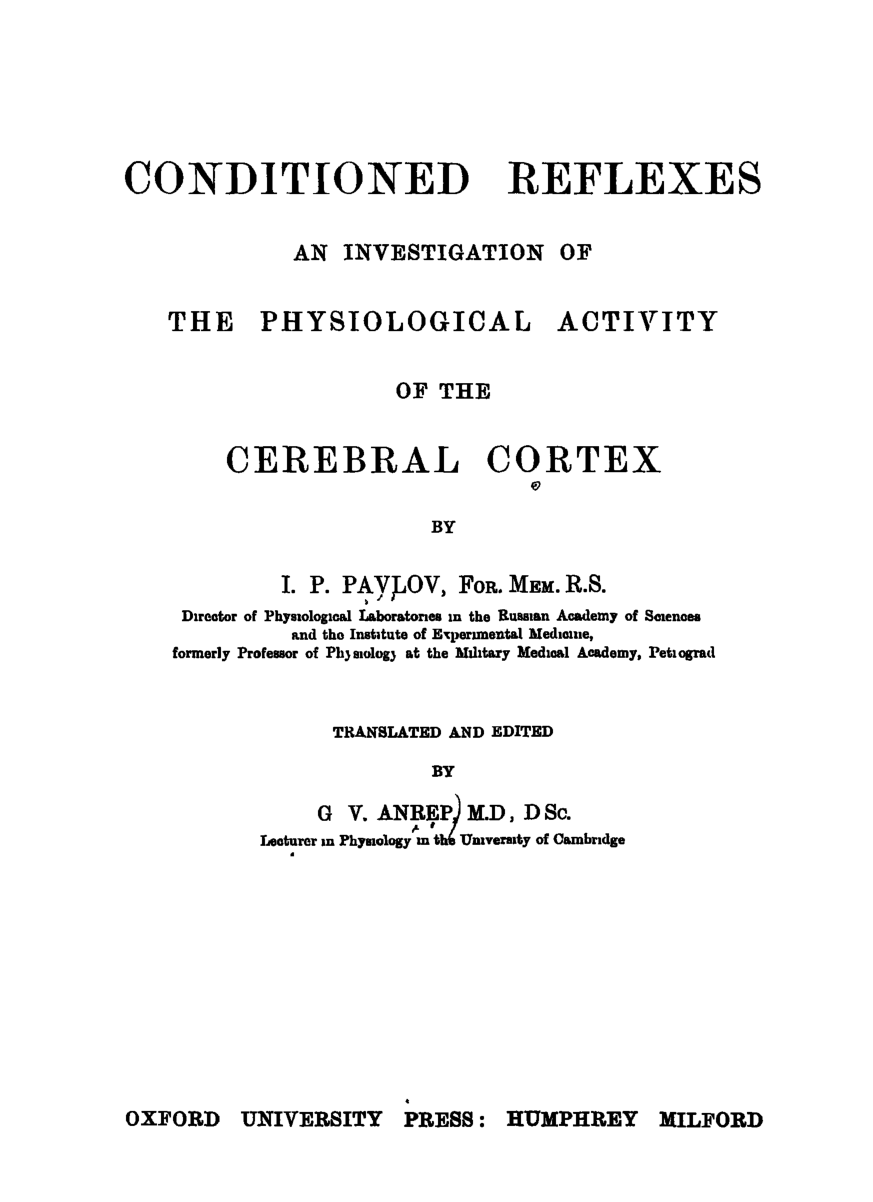 CONDITIONED REFLEXES
AN INVESTIGATION OF
THE PHYSIOLOGICAL ACTIVITY
OF THE
CEREBRAL CORTEX
BY
I. P. PAVLOV, FOR. MEM. R.S.
Director of Physiological Laboratories in the Russian Academy of Sciences
and the Institute of Experimental Medicine,
formerly Professor of Physiology at the Military Medical Academy, Petrograd
TRANSLATED AND EDITED
BY
G V. ANREP, M.D, D Sc.
Lecturer in Physiology in the University of Cambridge
OXFORD UNIVERSITY PRESS: HUMPHREY MILFORD